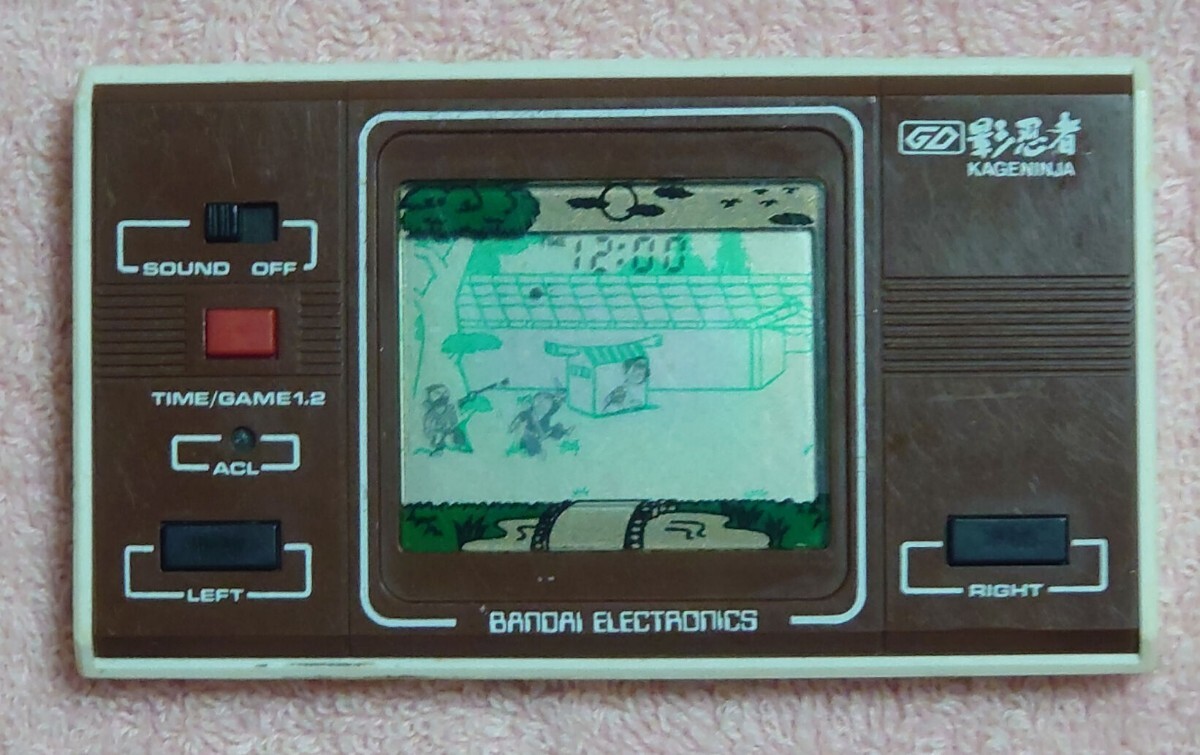 GD 影忍者
KAGENINJA
12:00
SOUND OFF
TIME/GAME1.2
ACL
LEFT
RIGHT
BANDAI ELECTRONICS